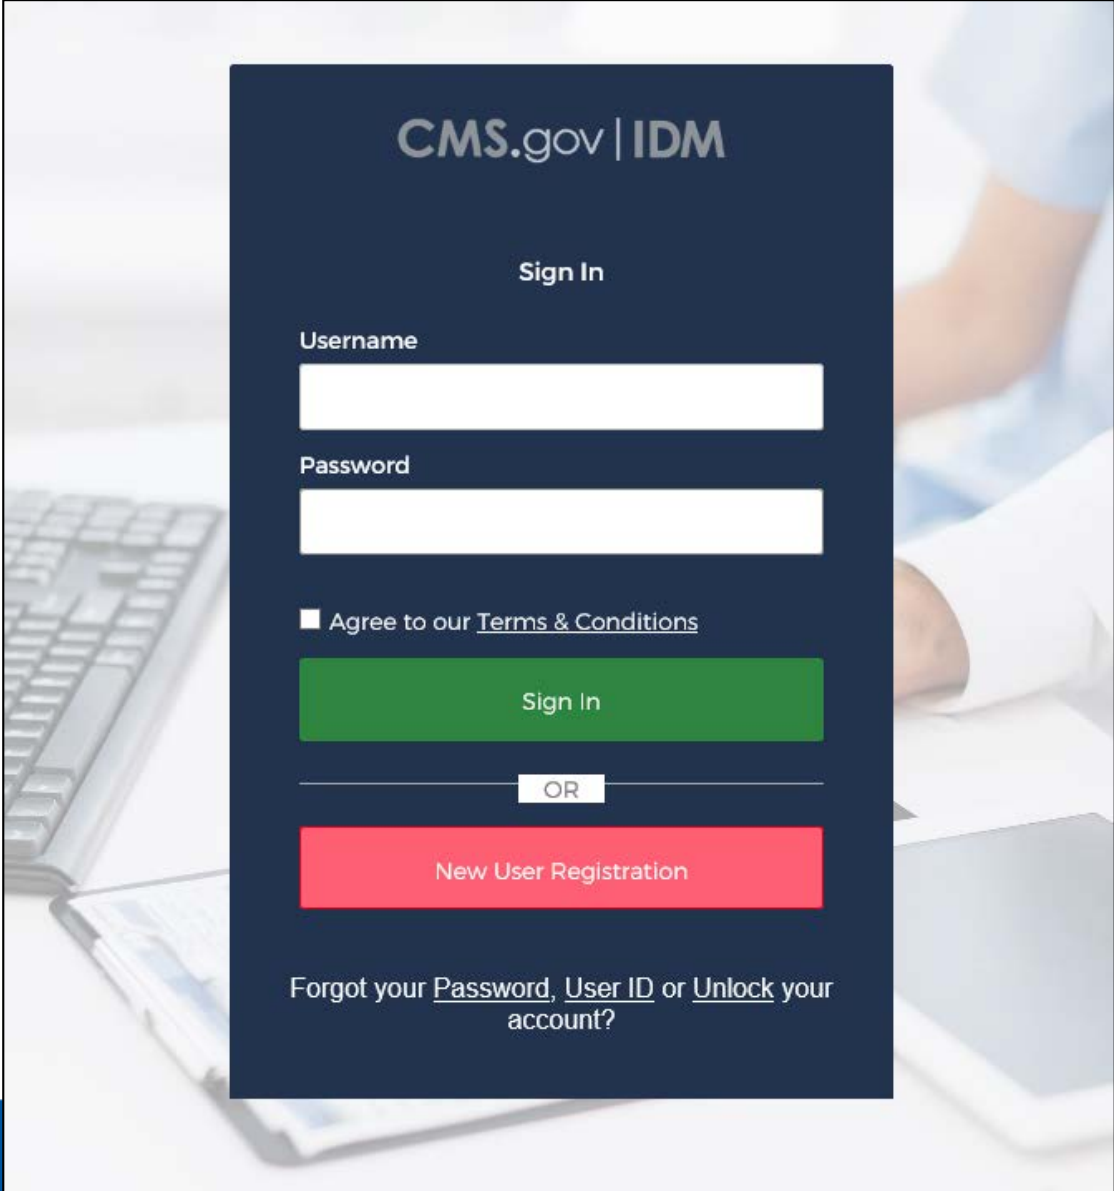 CMS.gov | IDM
Sign In
Username
Password
Agree to our Terms & Conditions
Sign In
OR
New User Registration
Forgot your Password, User ID or Unlock your
account?